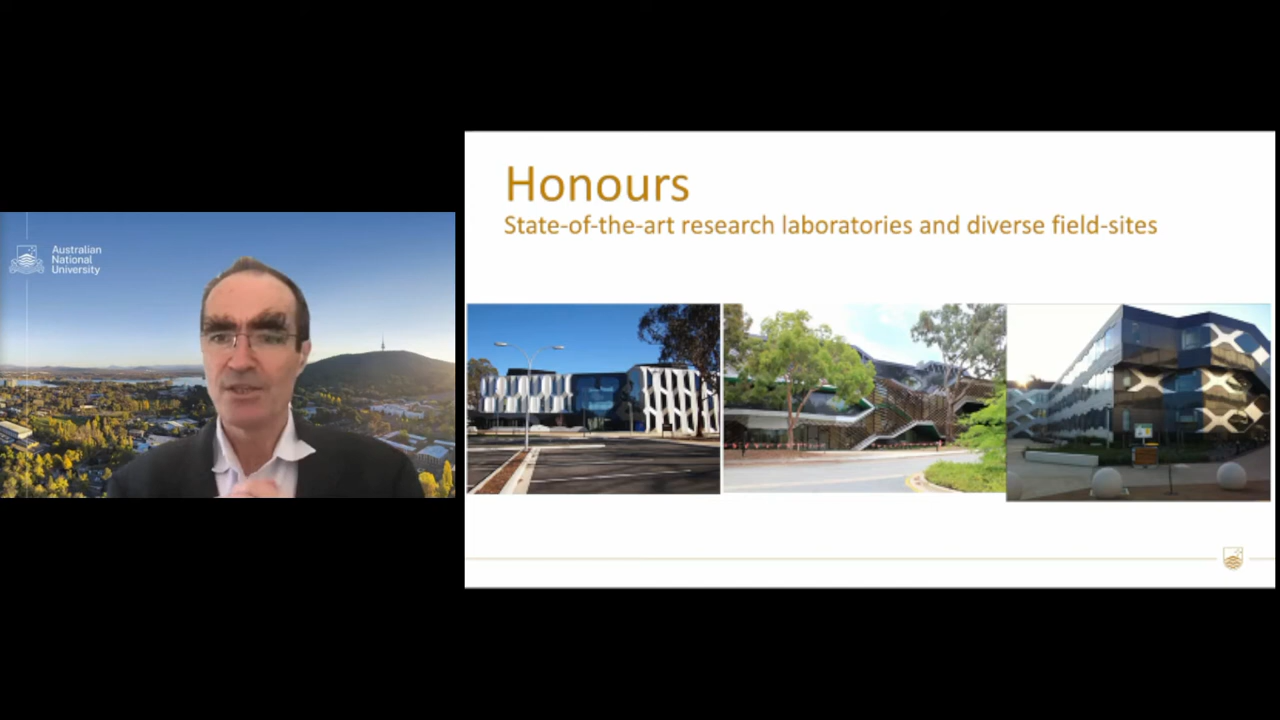 Australian
National
University
Honours
State-of-the-art research laboratories and diverse field-sites